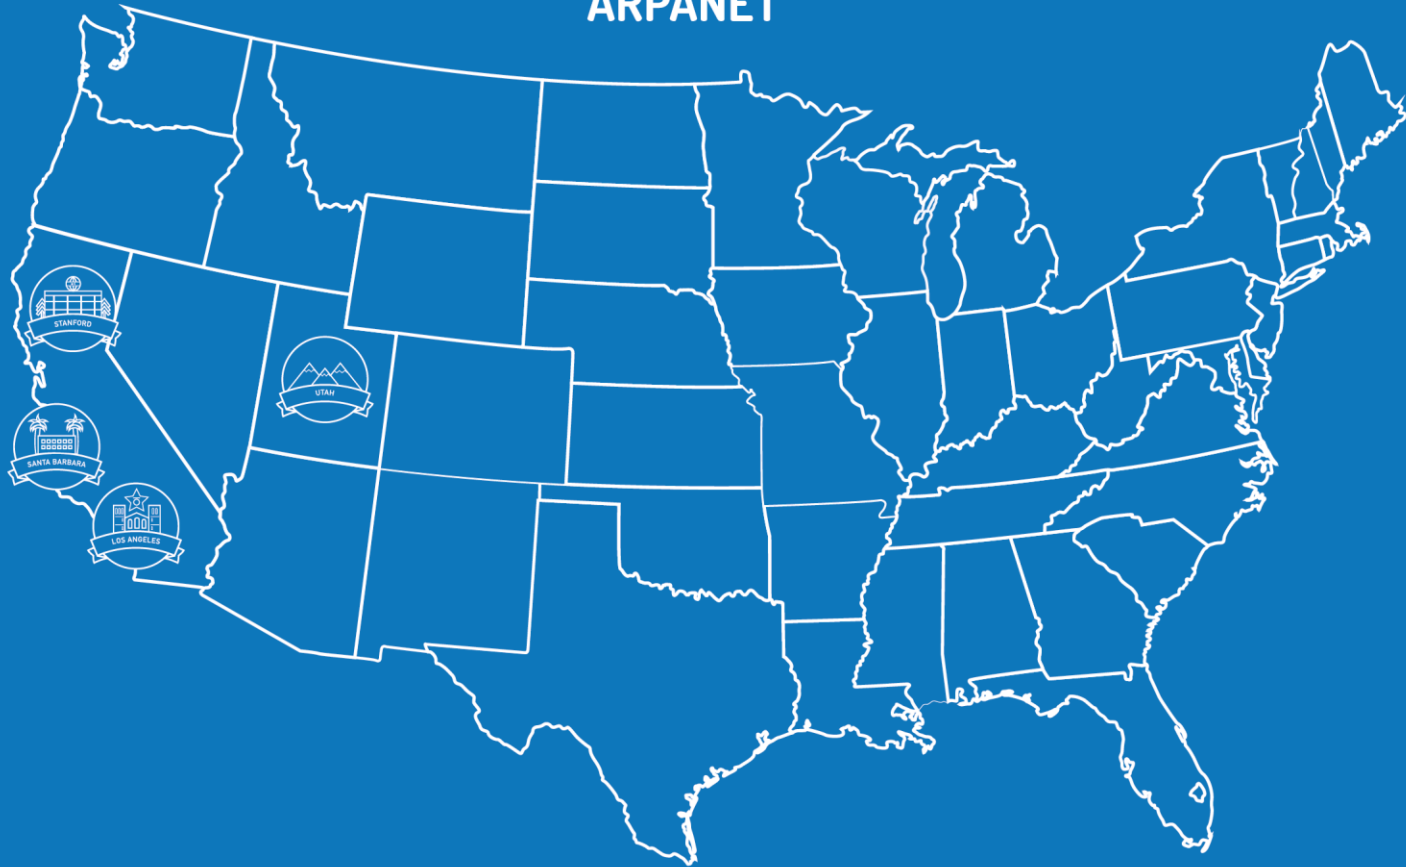 ARPANET
STANFORD
UTAH
SANTA BARBARA
LOS ANGELES